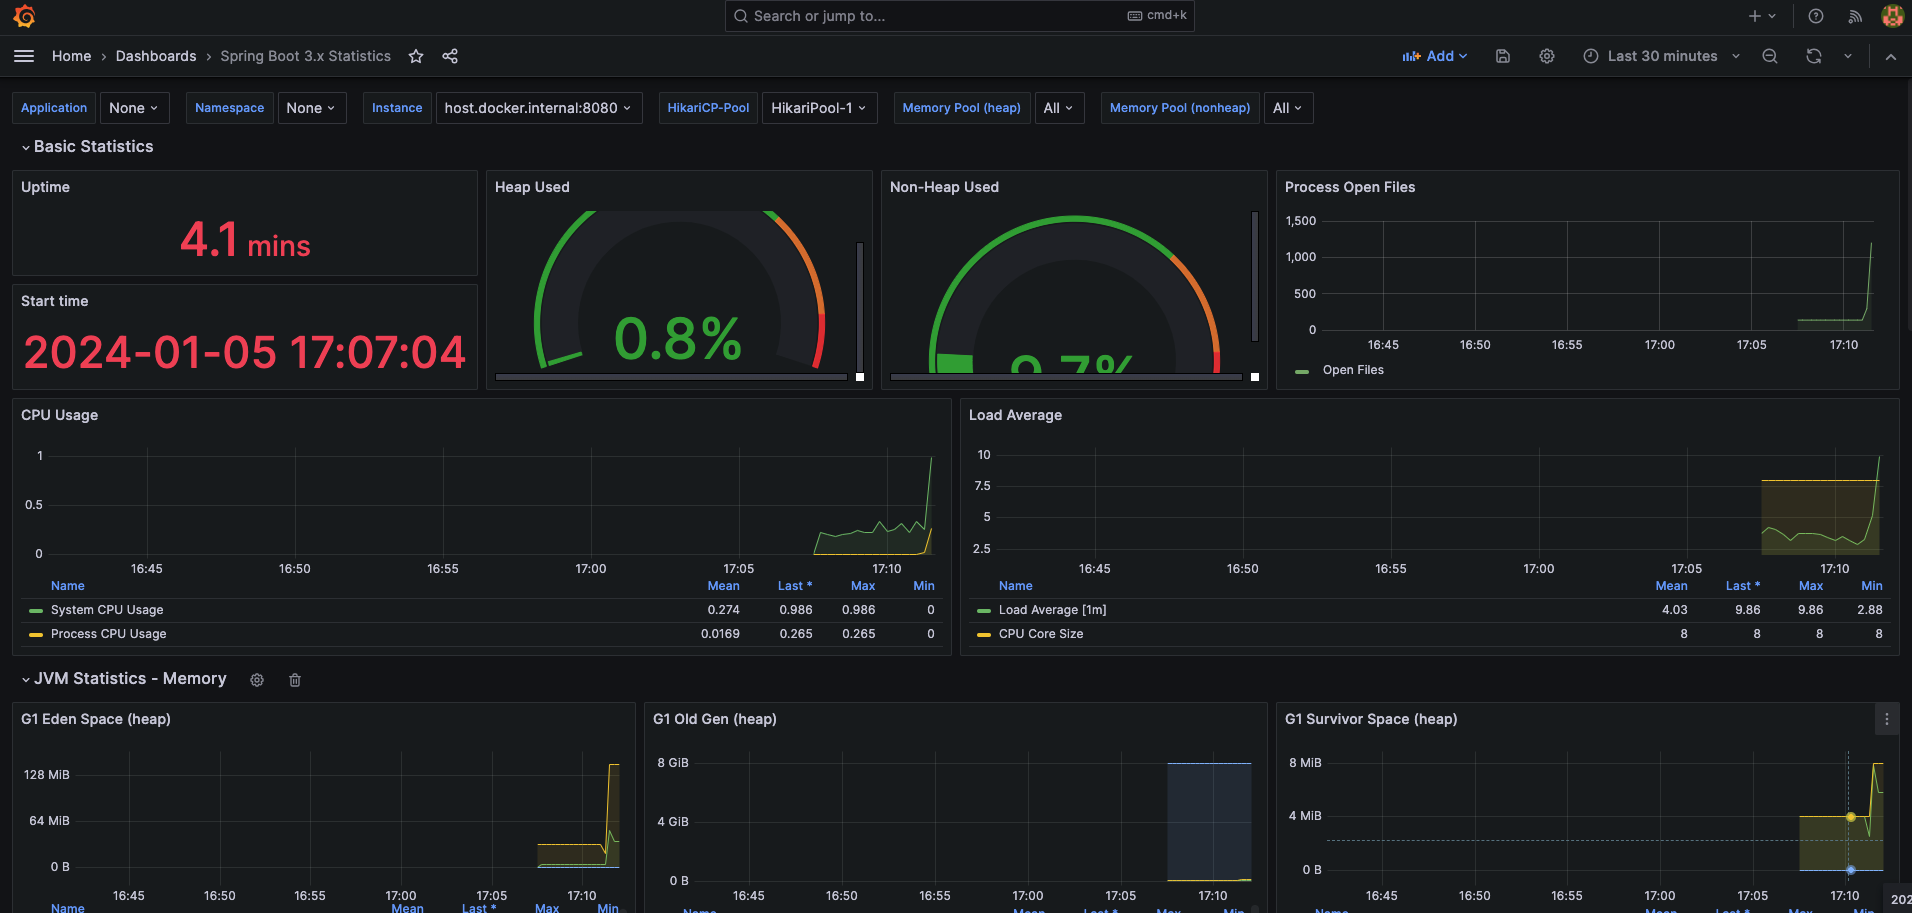 Search or jump to...
cmd+k
Home › Dashboards › Spring Boot 3.x Statistics
Add
Last 30 minutes
Application None
Namespace None
Instance host.docker.internal:8080
HikariCP-Pool HikariPool-1
Memory Pool (heap) All
Memory Pool (nonheap) All
Basic Statistics
Uptime
4.1 mins
Start time
2024-01-05 17:07:04
Heap Used
0.8%
Non-Heap Used
Process Open Files
1,500
1,000
500
0
16:45 16:50 16:55 17:00 17:05 17:10
Open Files
CPU Usage
1
0.5
0
16:45 16:50 16:55 17:00 17:05 17:10
Name Mean Last * Max Min
System CPU Usage 0.274 0.986 0.986 0
Process CPU Usage 0.0169 0.265 0.265 0
Load Average
10
7.5
5
2.5
16:45 16:50 16:55 17:00 17:05 17:10
Name Mean Last * Max Min
Load Average [1m] 4.03 9.86 9.86 2.88
CPU Core Size 8 8 8 8
JVM Statistics - Memory
G1 Eden Space (heap)
128 MiB
64 MiB
0 B
16:45 16:50 16:55 17:00 17:05 17:10
Name Mean Last * Max Min
G1 Old Gen (heap)
8 GiB
4 GiB
0 B
16:45 16:50 16:55 17:00 17:05 17:10
Name Mean Last * Max Min
G1 Survivor Space (heap)
8 MiB
4 MiB
0 B
16:45 16:50 16:55 17:00 17:05 17:10
Name Mean Last * Max Min